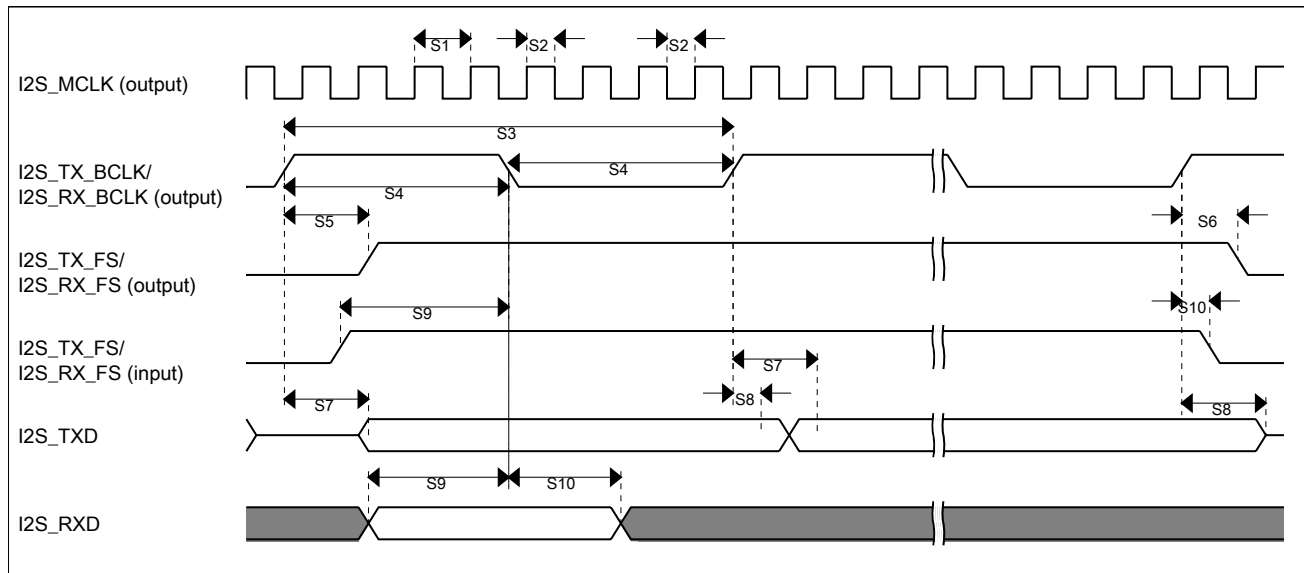 S1
S2
S2
I2S_MCLK (output)
S3
I2S_TX_BCLK/
I2S_RX_BCLK (output)
S4
S4
S5
S6
I2S_TX_FS/
I2S_RX_FS (output)
S9
S10
I2S_TX_FS/
I2S_RX_FS (input)
S7
S7
S8
S8
I2S_TXD
S9
S10
I2S_RXD